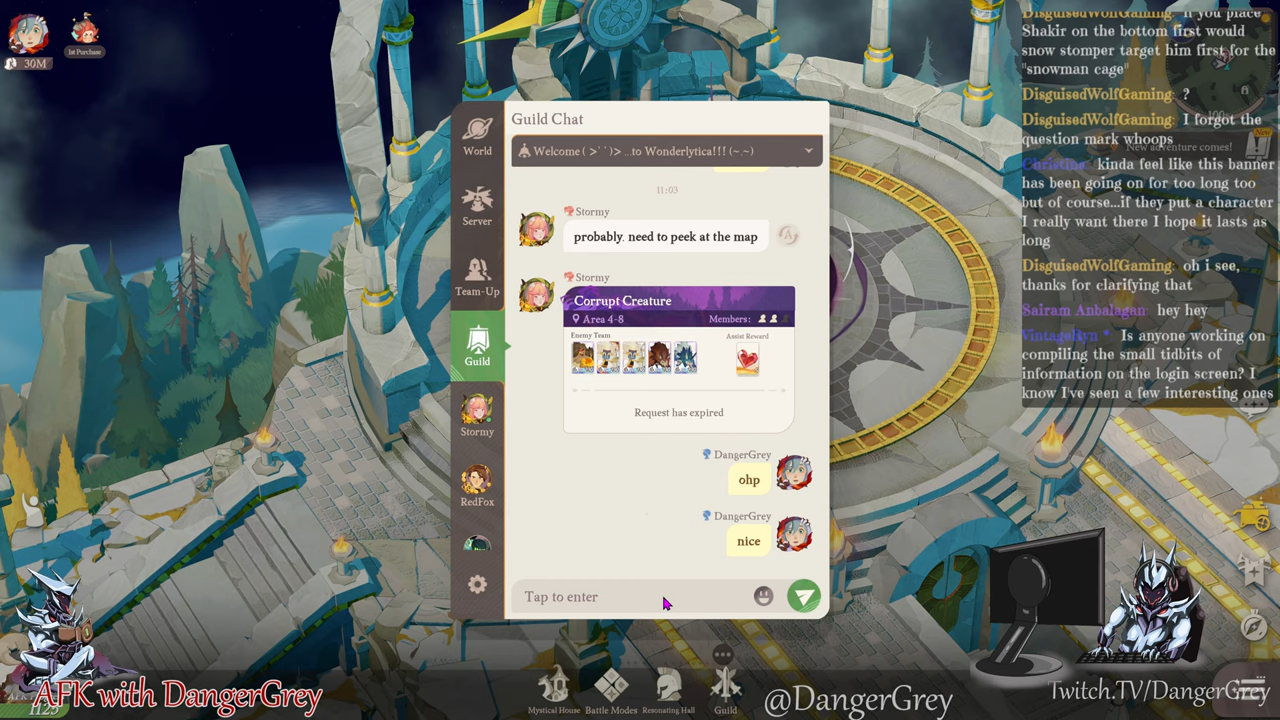 1st Purchase
30M
World
Server
Team-Up
Guild
Stormy
RedFox
Guild Chat
Welcome ( >' ' )> ...to Wonderlytica!!! (~.~)
11:03
Stormy
probably. need to peek at the map
Stormy
Corrupt Creature
Area 4-8
Members:
Enemy Team
Assist Reward
Request has expired
DangerGrey
ohp
DangerGrey
nice
Tap to enter
DisguisedWolfGaming: if you place
Shakir on the bottom first would
snow stomper target him first for the
"snowman cage"
DisguisedWolfGaming: ?
DisguisedWolfGaming: I forgot the
question mark whoops
New
New adventure comes!
Christine: kinda feel like this banner
has been going on for too long too
but of course...if they put a character
I really want there I hope it lasts as
long
DisguisedWolfGaming: oh i see,
thanks for clarifying that
Sairam Anbalagan: hey hey
Is anyone working on
compiling the small tidbits of
information on the login screen? I
know I've seen a few interesting ones
Mystical House
Battle Modes
Resonating Hall
Guild
AFK with DangerGrey
@DangerGrey
Twitch.TV/DangerGrey